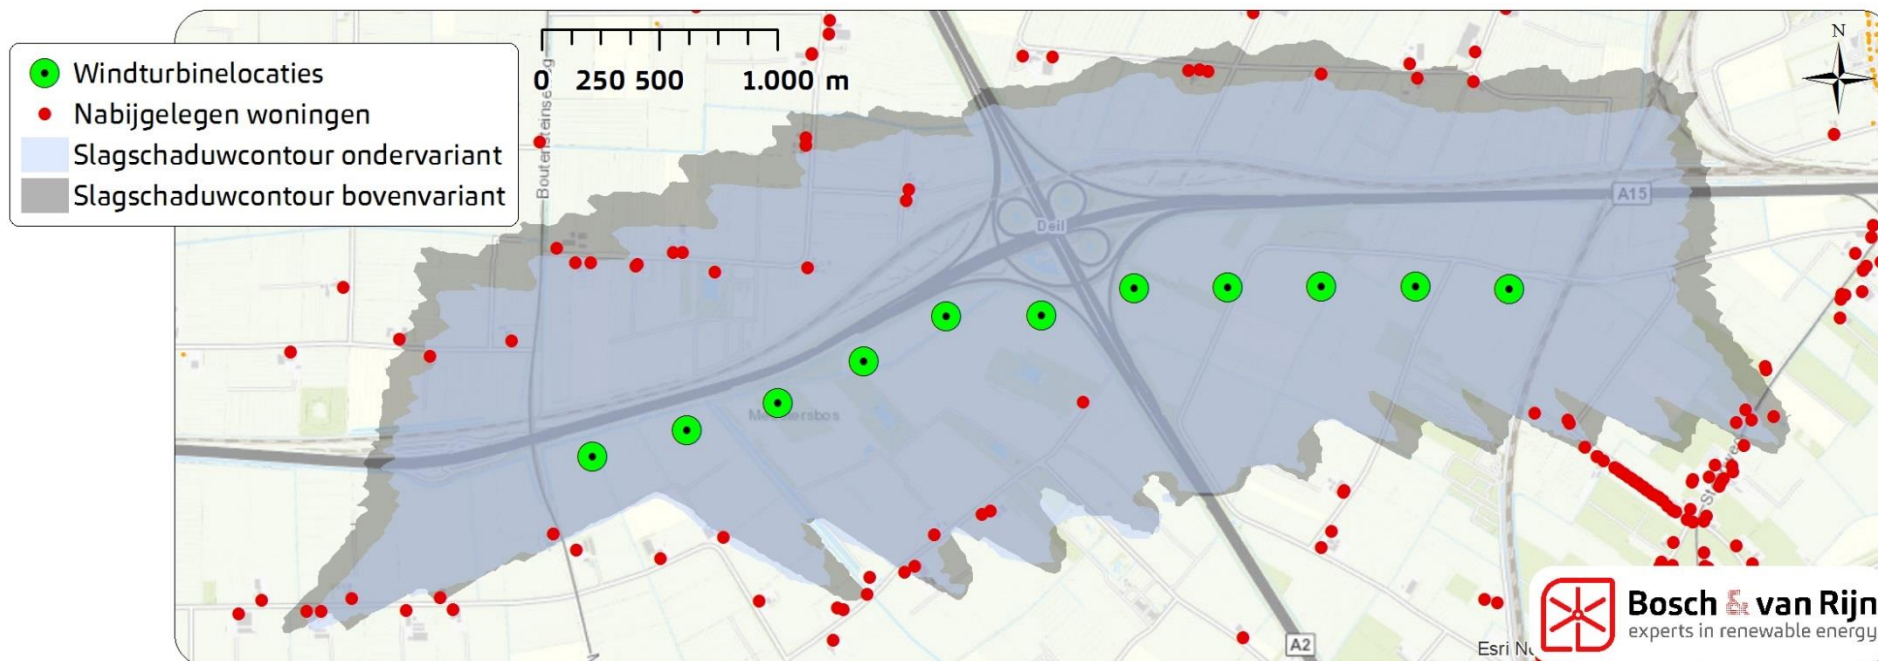 Windturbinelocaties
Nabijgelegen woningen
Slagschaduwcontour ondervariant
Slagschaduwcontour bovenvariant
0 250 500 1.000 m
N
A15
Deil
A2
Bosch & van Rijn
experts in renewable energy
Esri